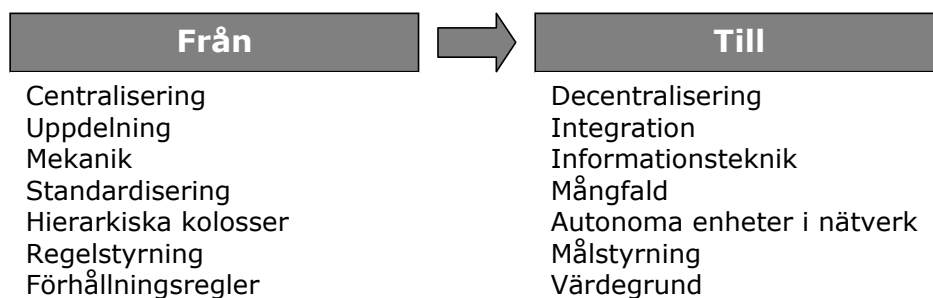 Från
Till
Centralisering
Uppdelning
Mekanik
Standardisering
Hierarkiska kolosser
Regelstyrning
Förhållningsregler
Decentralisering
Integration
Informationsteknik
Mångfald
Autonoma enheter i nätverk
Målstyrning
Värdegrund